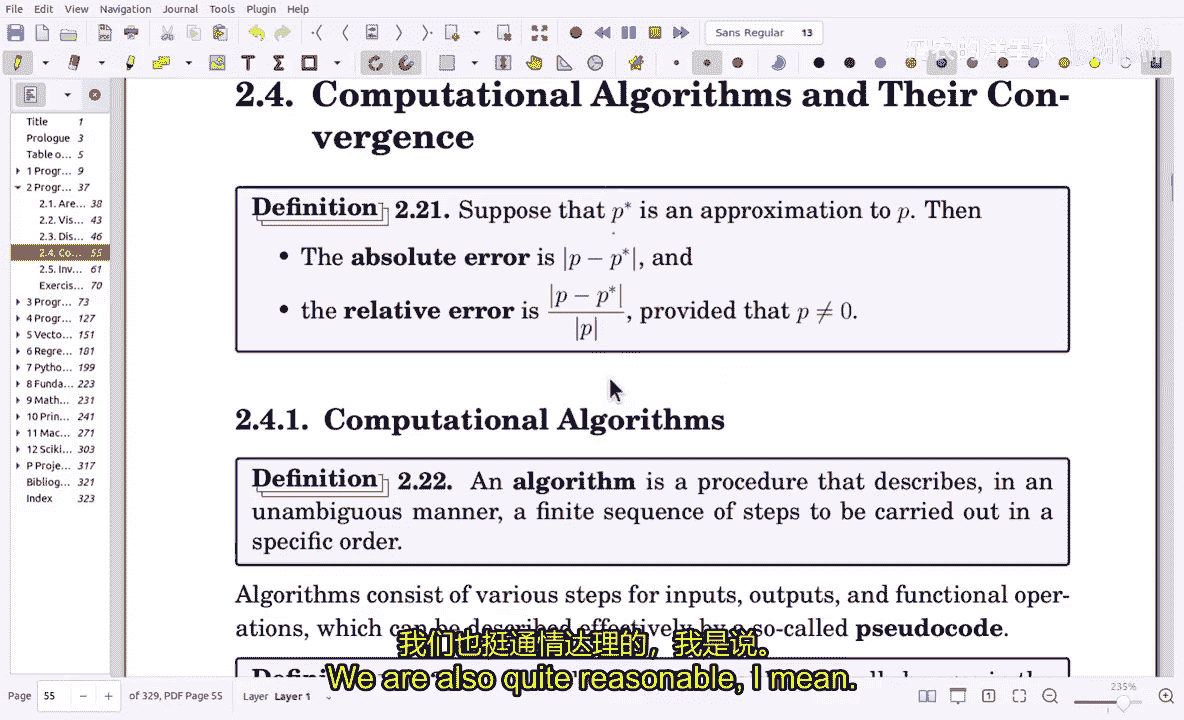 File Edit View Navigation Journal Tools Plugin Help
Sans Regular 13
Title 1
Prologue 3
Table o... 5
1 Progr... 9
2 Progr... 37
2.1. Are... 38
2.2. Vis... 43
2.3. Dis... 46
2.4. Co... 55
2.5. Inv... 61
Exercis... 70
3 Progr... 73
4 Progr... 127
5 Vecto... 151
6 Regre... 181
7 Pytho... 199
8 Funda... 223
9 Math... 231
10 Prin... 241
11 Mac... 271
12 Sciki... 303
P Proje... 317
Bibliog... 321
Index 323
2.4. Computational Algorithms and Their Con-
vergence
Definition 2.21. Suppose that p* is an approximation to p. Then
• The absolute error is |p − p*|, and
• the relative error is |p − p*| / |p|, provided that p ≠ 0.
2.4.1. Computational Algorithms
Definition 2.22. An algorithm is a procedure that describes, in an
unambiguous manner, a finite sequence of steps to be carried out in a
specific order.
Algorithms consist of various steps for inputs, outputs, and functional oper-
ations, which can be described effectively by a so-called pseudocode.
我们也挺通情达理的，我是说。
We are also quite reasonable, I mean.
Page 55 − + of 329, PDF Page 55 Layer Layer 1
235%